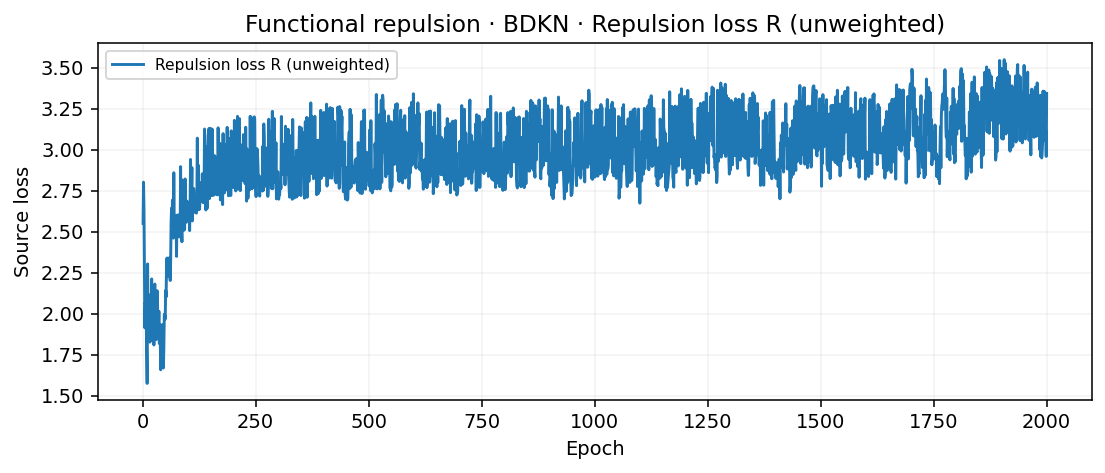 Functional repulsion · BDKN · Repulsion loss R (unweighted)
Repulsion loss R (unweighted)
Source loss
3.50
3.25
3.00
2.75
2.50
2.25
2.00
1.75
1.50
0 250 500 750 1000 1250 1500 1750 2000
Epoch